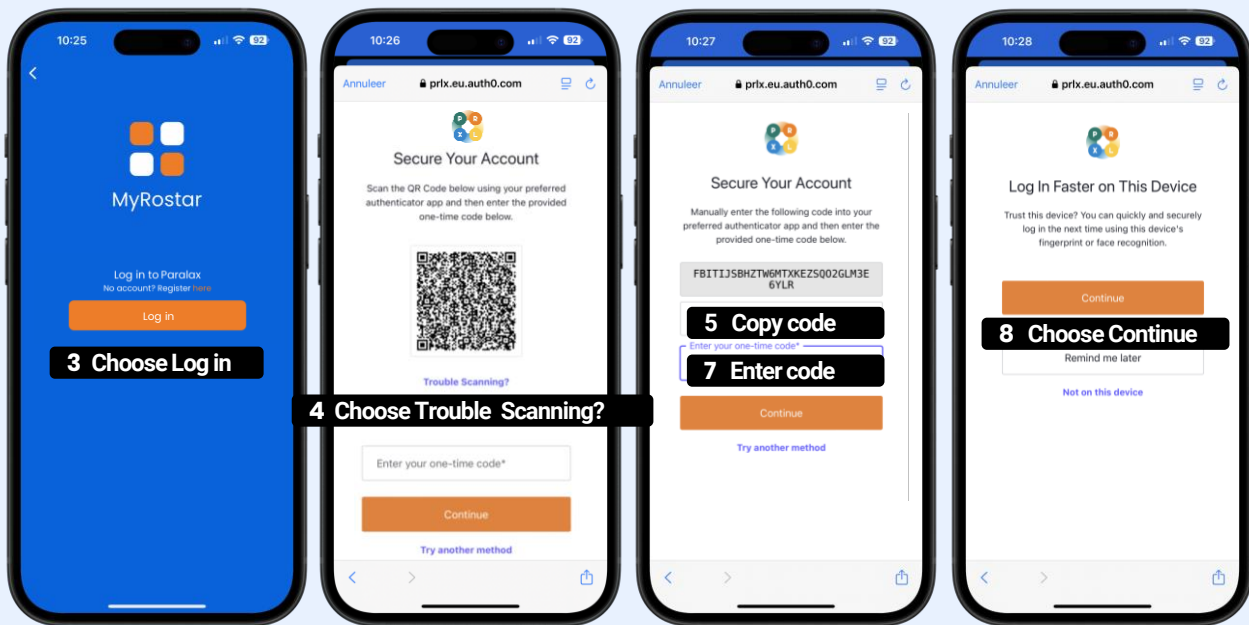 10:25
92
MyRostar
Log in to Paralax
No account? Register here
Log in
3 Choose Log in
10:26
92
Annuleer
prlx.eu.auth0.com
P R
X L
Secure Your Account
Scan the QR Code below using your preferred
authenticator app and then enter the provided
one-time code below.
Trouble Scanning?
4 Choose Trouble Scanning?
Enter your one-time code*
Continue
Try another method
10:27
92
Annuleer
prlx.eu.auth0.com
P R
X L
Secure Your Account
Manually enter the following code into your
preferred authenticator app and then enter the
provided one-time code below.
FBITIJSBHZTW6MTXKEZSQO2GLM3E
6YLR
5 Copy code
Enter your one-time code*
7 Enter code
Continue
Try another method
10:28
92
Annuleer
prlx.eu.auth0.com
P R
X L
Log In Faster on This Device
Trust this device? You can quickly and securely
log in the next time using this device's
fingerprint or face recognition.
Continue
8 Choose Continue
Remind me later
Not on this device